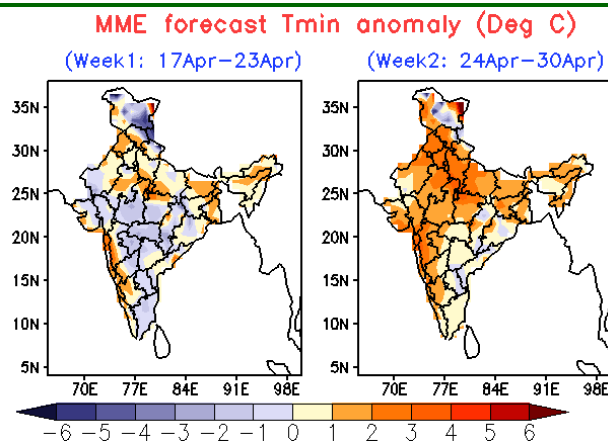 MME forecast Tmin anomaly (Deg C)
(Week1: 17Apr−23Apr) (Week2: 24Apr−30Apr)
35N 35N
30N 30N
25N 25N
20N 20N
15N 15N
10N 10N
5N 5N
70E 77E 84E 91E 98E 70E 77E 84E 91E 98E
−6 −5 −4 −3 −2 −1 0 1 2 3 4 5 6